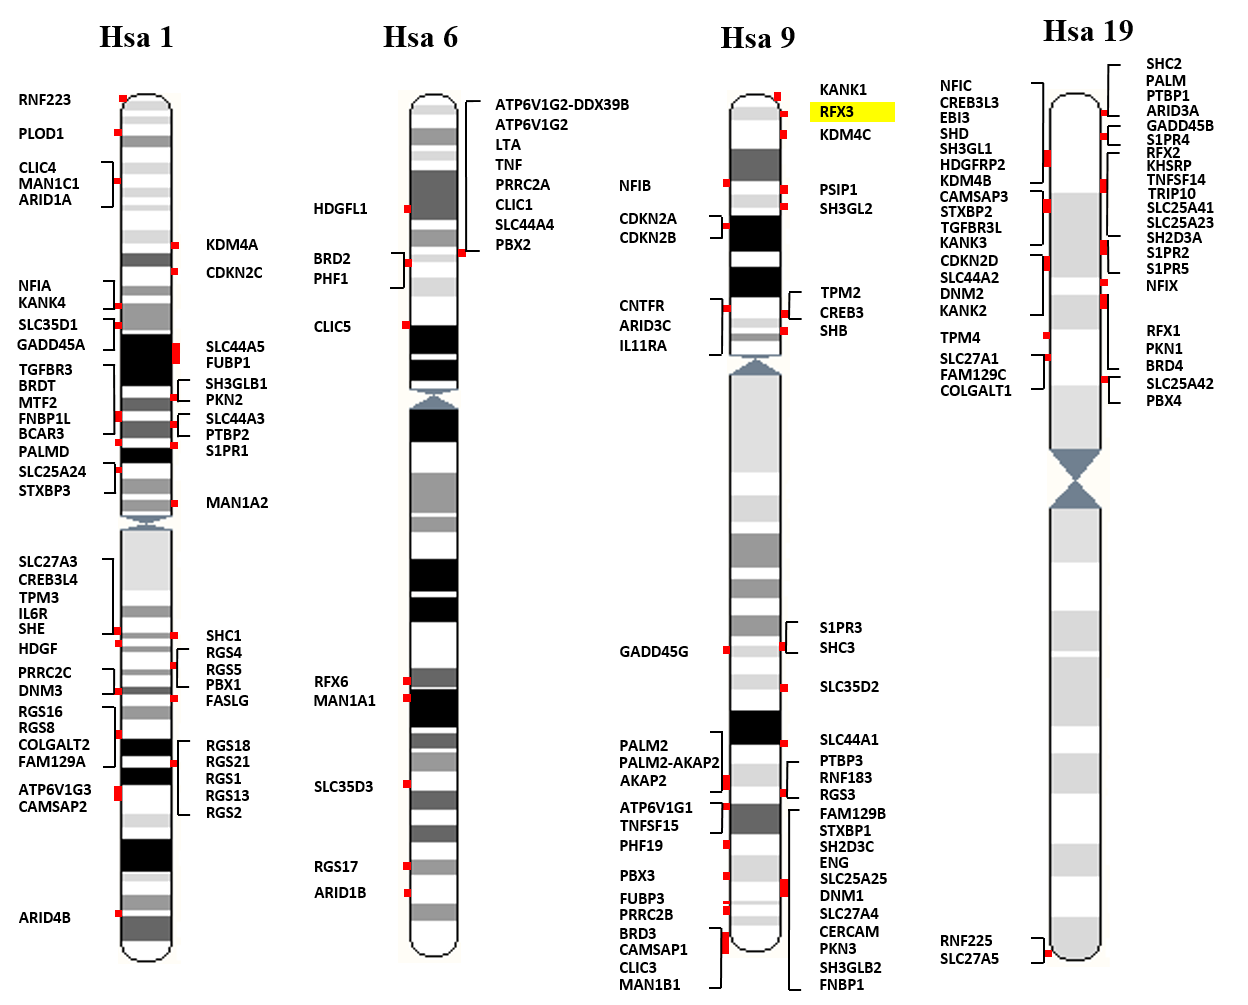 Hsa 1
RNF223
PLOD1
CLIC4
MAN1C1
ARID1A
NFIA
KANK4
SLC35D1
GADD45A
TGFBR3
BRDT
MTF2
FNBP1L
BCAR3
PALMD
SLC25A24
STXBP3
SLC27A3
CREB3L4
TPM3
IL6R
SHE
HDGF
PRRC2C
DNM3
RGS16
RGS8
COLGALT2
FAM129A
ATP6V1G3
CAMSAP2
ARID4B
KDM4A
CDKN2C
SLC44A5
FUBP1
SH3GLB1
PKN2
SLC44A3
PTBP2
S1PR1
MAN1A2
SHC1
RGS4
RGS5
PBX1
FASLG
RGS18
RGS21
RGS1
RGS13
RGS2
Hsa 6
HDGFL1
BRD2
PHF1
CLIC5
RFX6
MAN1A1
SLC35D3
RGS17
ARID1B
ATP6V1G2-DDX39B
ATP6V1G2
LTA
TNF
PRRC2A
CLIC1
SLC44A4
PBX2
Hsa 9
NFIB
CDKN2A
CDKN2B
CNTFR
ARID3C
IL11RA
GADD45G
PALM2
PALM2-AKAP2
AKAP2
ATP6V1G1
TNFSF15
PHF19
PBX3
FUBP3
PRRC2B
BRD3
CAMSAP1
CLIC3
MAN1B1
KANK1
RFX3
KDM4C
PSIP1
SH3GL2
TPM2
CREB3
SHB
S1PR3
SHC3
SLC35D2
SLC44A1
PTBP3
RNF183
RGS3
FAM129B
STXBP1
SH2D3C
ENG
SLC25A25
DNM1
SLC27A4
CERCAM
PKN3
SH3GLB2
FNBP1
Hsa 19
NFIC
CREB3L3
EBI3
SHD
SH3GL1
HDGFRP2
KDM4B
CAMSAP3
STXBP2
TGFBR3L
KANK3
CDKN2D
SLC44A2
DNM2
KANK2
TPM4
SLC27A1
FAM129C
COLGALT1
RNF225
SLC27A5
SHC2
PALM
PTBP1
ARID3A
GADD45B
S1PR4
RFX2
KHSRP
TNFSF14
TRIP10
SLC25A41
SLC25A23
SH2D3A
S1PR2
S1PR5
NFIX
RFX1
PKN1
BRD4
SLC25A42
PBX4